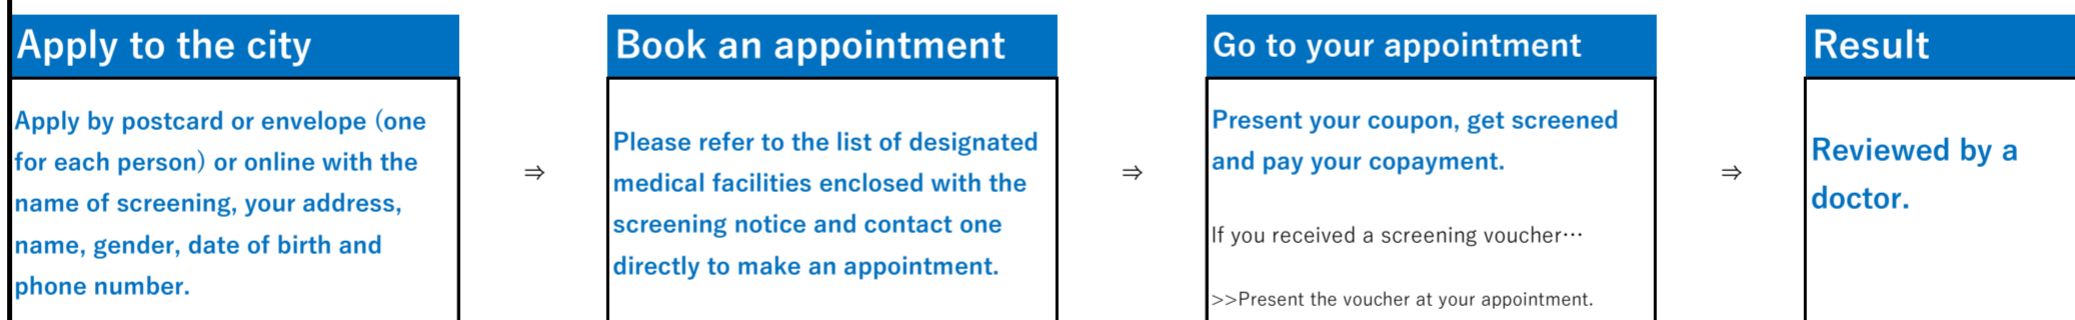 Apply to the city
Apply by postcard or envelope (one
for each person) or online with the
name of screening, your address,
name, gender, date of birth and
phone number.
⇒
Book an appointment
Please refer to the list of designated
medical facilities enclosed with the
screening notice and contact one
directly to make an appointment.
⇒
Go to your appointment
Present your coupon, get screened
and pay your copayment.
If you received a screening voucher…
>>Present the voucher at your appointment.
⇒
Result
Reviewed by a
doctor.